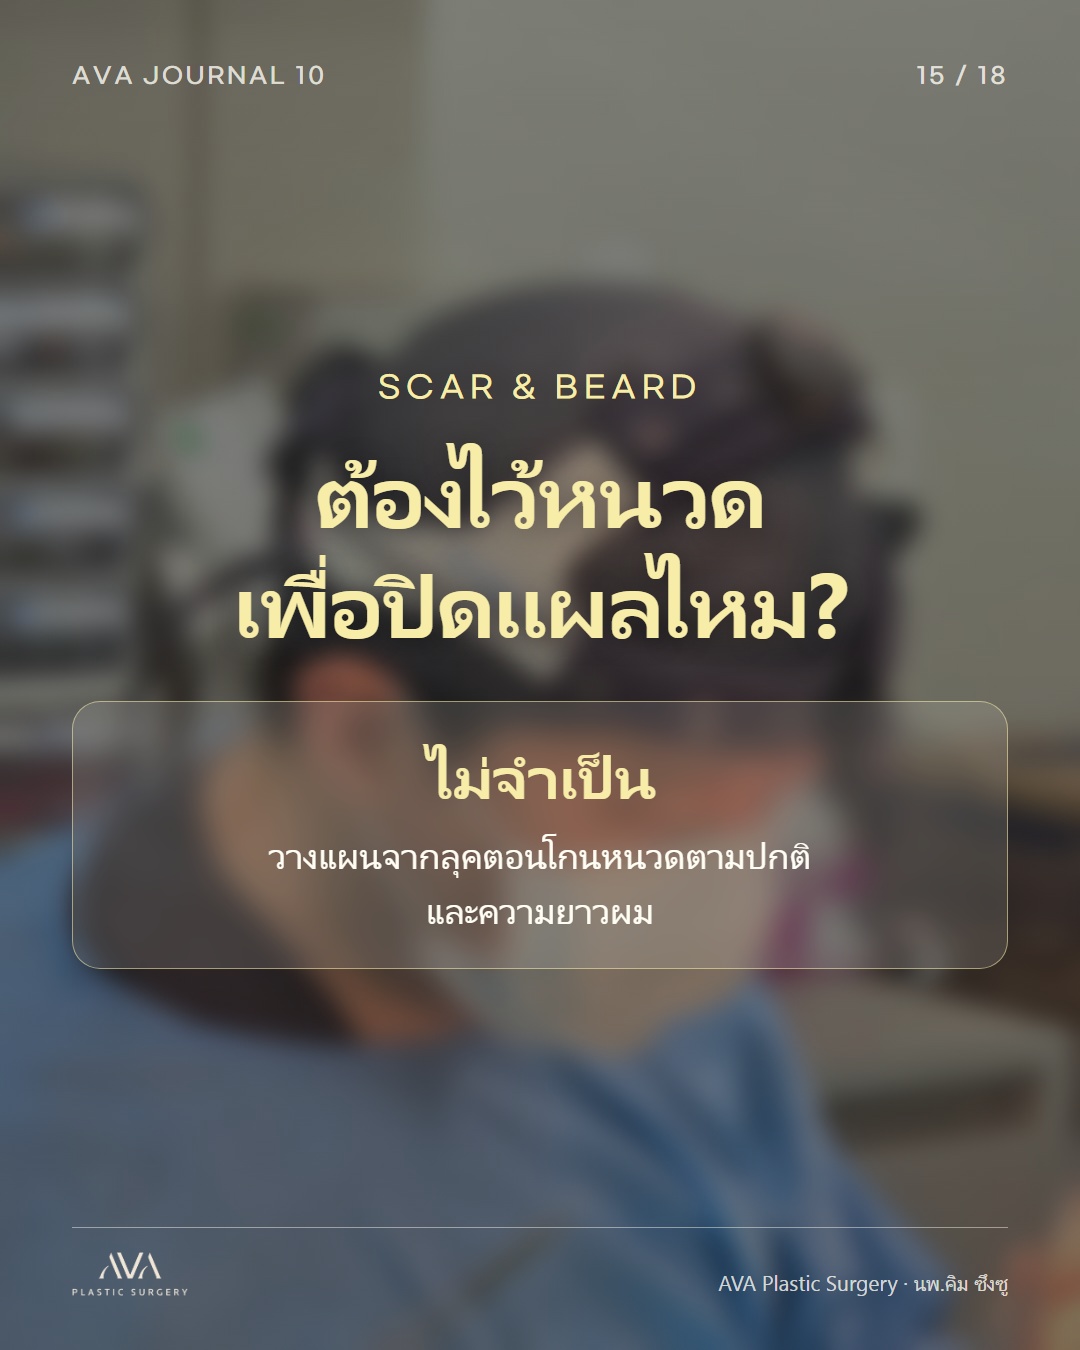 AVA JOURNAL 10
15 / 18
SCAR & BEARD
ต้องไว้หนวด
เพื่อปิดแผลไหม?
ไม่จำเป็น
วางแผนจากลุคตอนโกนหนวดตามปกติ
และความยาวผม
AVA
PLASTIC SURGERY
AVA Plastic Surgery · นพ.คิม ซึงซู